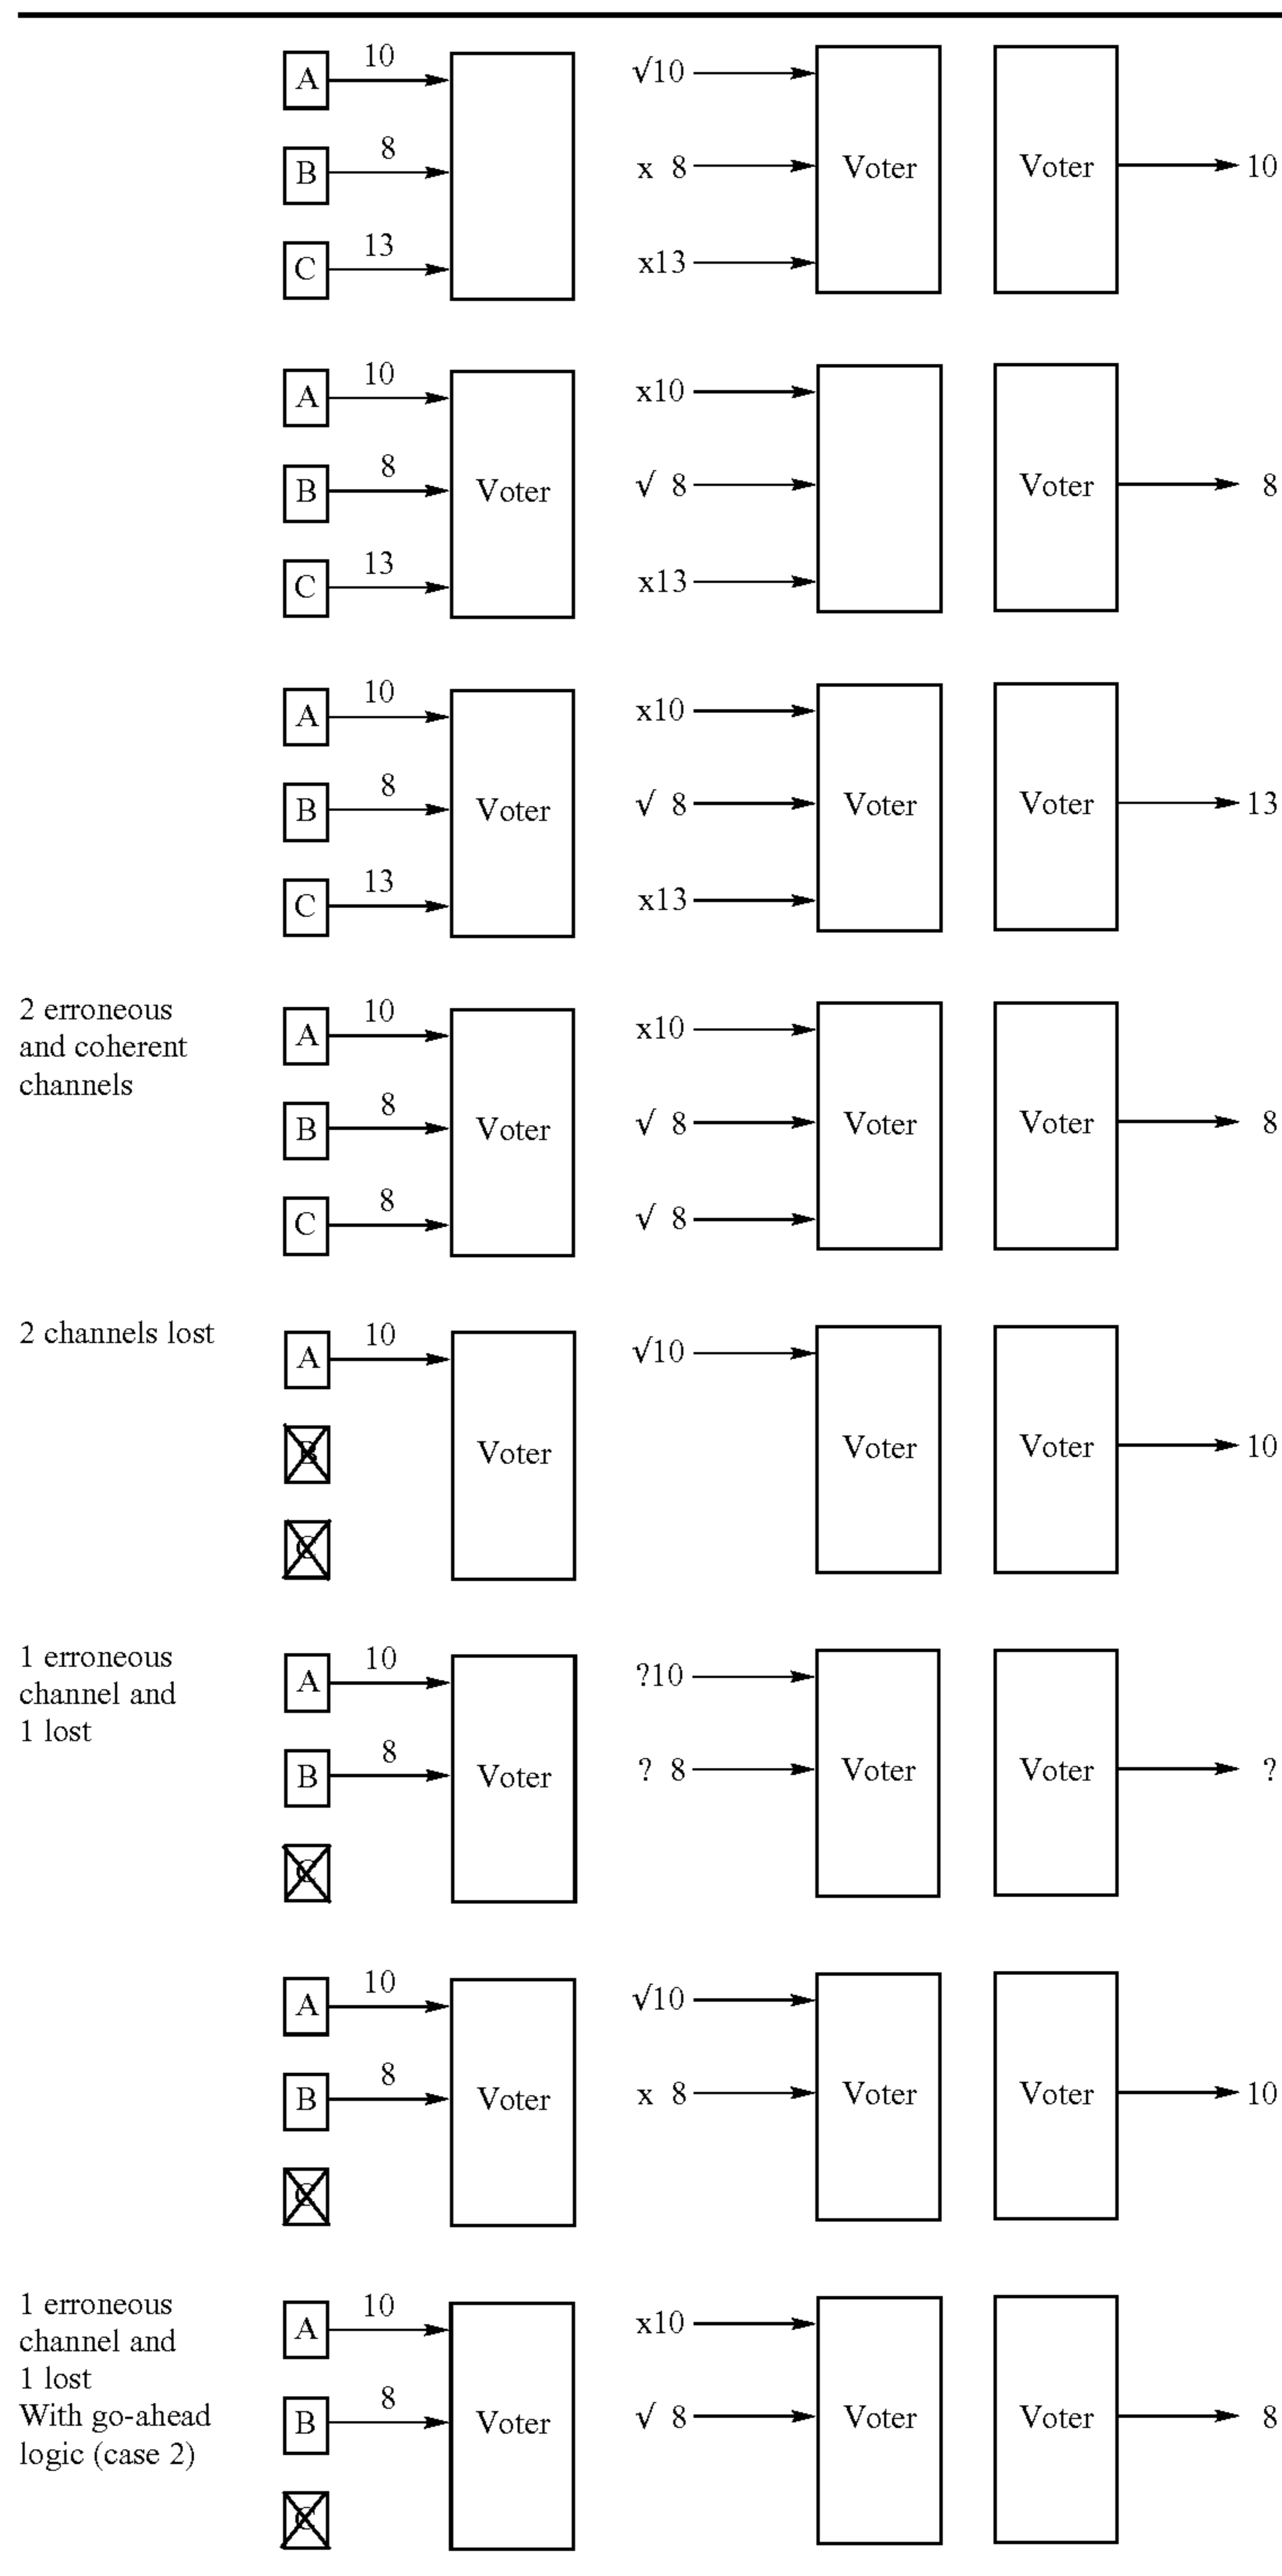 A 10
B 8
C 13
√10
x 8
x13
Voter
Voter
10
A 10
B 8
C 13
Voter
x10
√ 8
x13
Voter
8
A 10
B 8
C 13
Voter
x10
√ 8
x13
Voter
Voter
13
2 erroneous
and coherent
channels
A 10
B 8
C 8
Voter
x10
√ 8
√ 8
Voter
Voter
8
2 channels lost
A 10
B
C
Voter
√10
Voter
Voter
10
1 erroneous
channel and
1 lost
A 10
B 8
C
Voter
?10
? 8
Voter
Voter
?
A 10
B 8
C
Voter
√10
x 8
Voter
Voter
10
1 erroneous
channel and
1 lost
With go-ahead
logic (case 2)
A 10
B 8
C
Voter
x10
√ 8
Voter
Voter
8